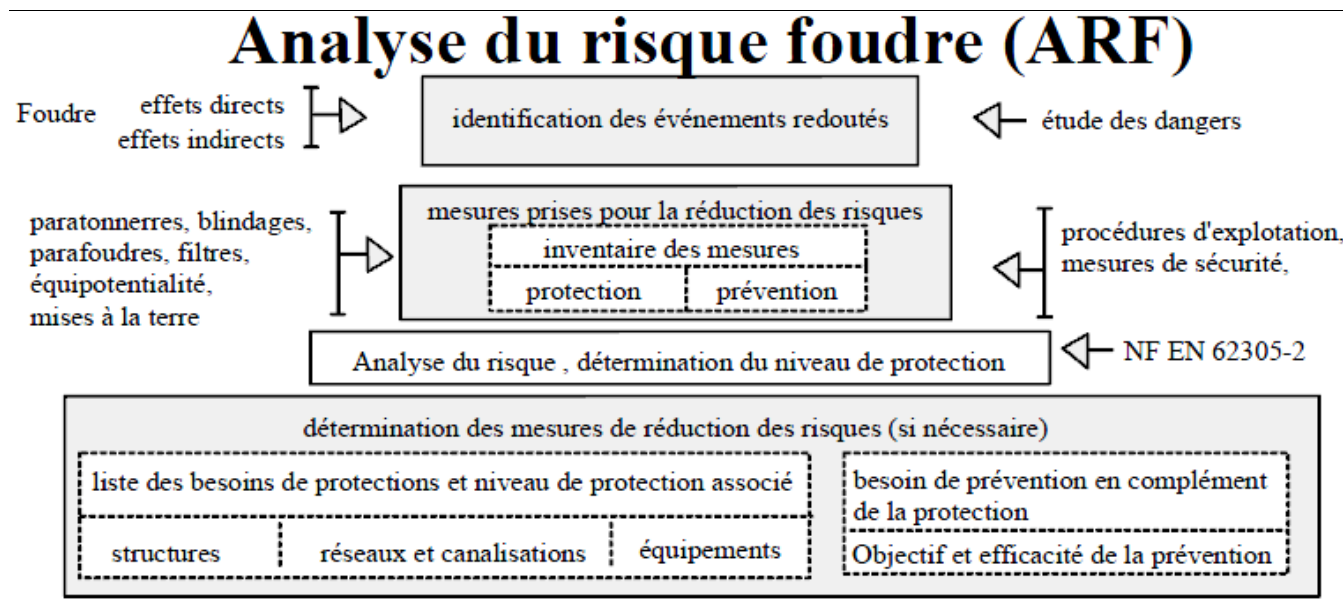 Analyse du risque foudre (ARF)
Foudre
effets directs
effets indirects
identification des événements redoutés
étude des dangers
paratonnerres, blindages,
parafoudres, filtres,
équipotentialité,
mises à la terre
mesures prises pour la réduction des risques
inventaire des mesures
protection
prévention
procédures d'explotation,
mesures de sécurité,
Analyse du risque , détermination du niveau de protection
NF EN 62305-2
détermination des mesures de réduction des risques (si nécessaire)
liste des besoins de protections et niveau de protection associé
structures
réseaux et canalisations
équipements
besoin de prévention en complément
de la protection
Objectif et efficacité de la prévention